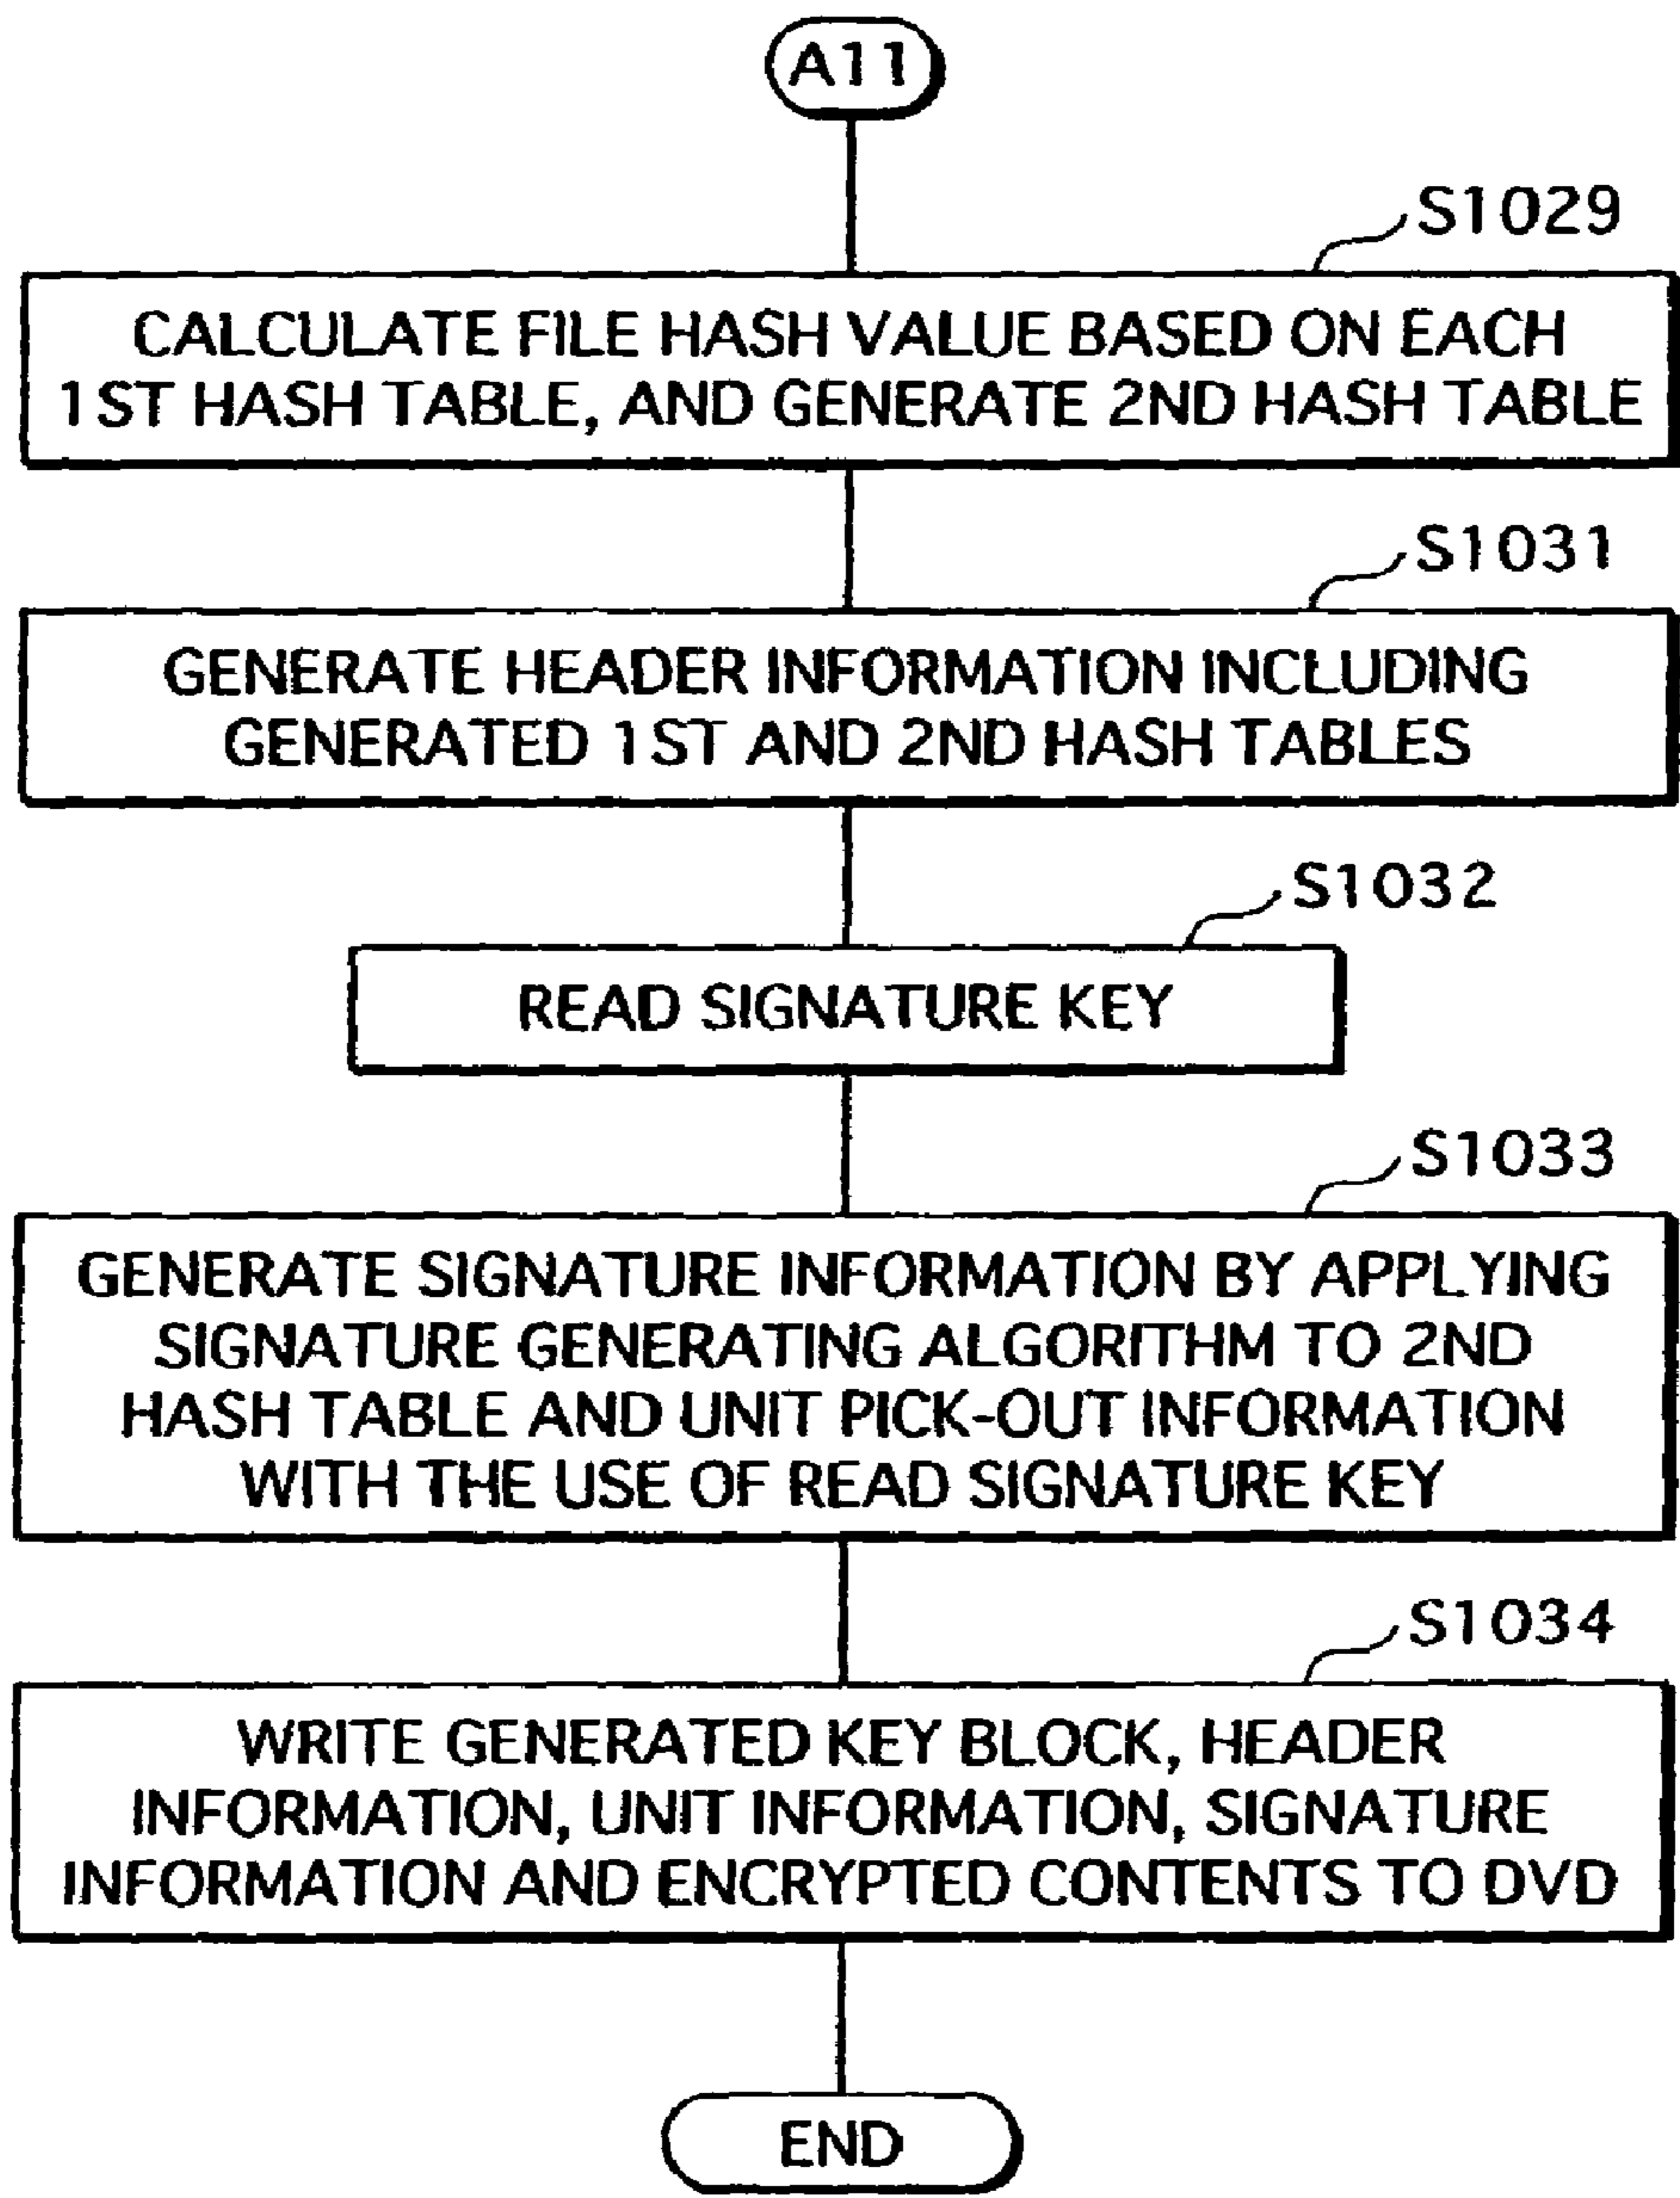 A11
S1029
CALCULATE FILE HASH VALUE BASED ON EACH
1ST HASH TABLE, AND GENERATE 2ND HASH TABLE
S1031
GENERATE HEADER INFORMATION INCLUDING
GENERATED 1ST AND 2ND HASH TABLES
S1032
READ SIGNATURE KEY
S1033
GENERATE SIGNATURE INFORMATION BY APPLYING
SIGNATURE GENERATING ALGORITHM TO 2ND
HASH TABLE AND UNIT PICK-OUT INFORMATION
WITH THE USE OF READ SIGNATURE KEY
S1034
WRITE GENERATED KEY BLOCK, HEADER
INFORMATION, UNIT INFORMATION, SIGNATURE
INFORMATION AND ENCRYPTED CONTENTS TO DVD
END